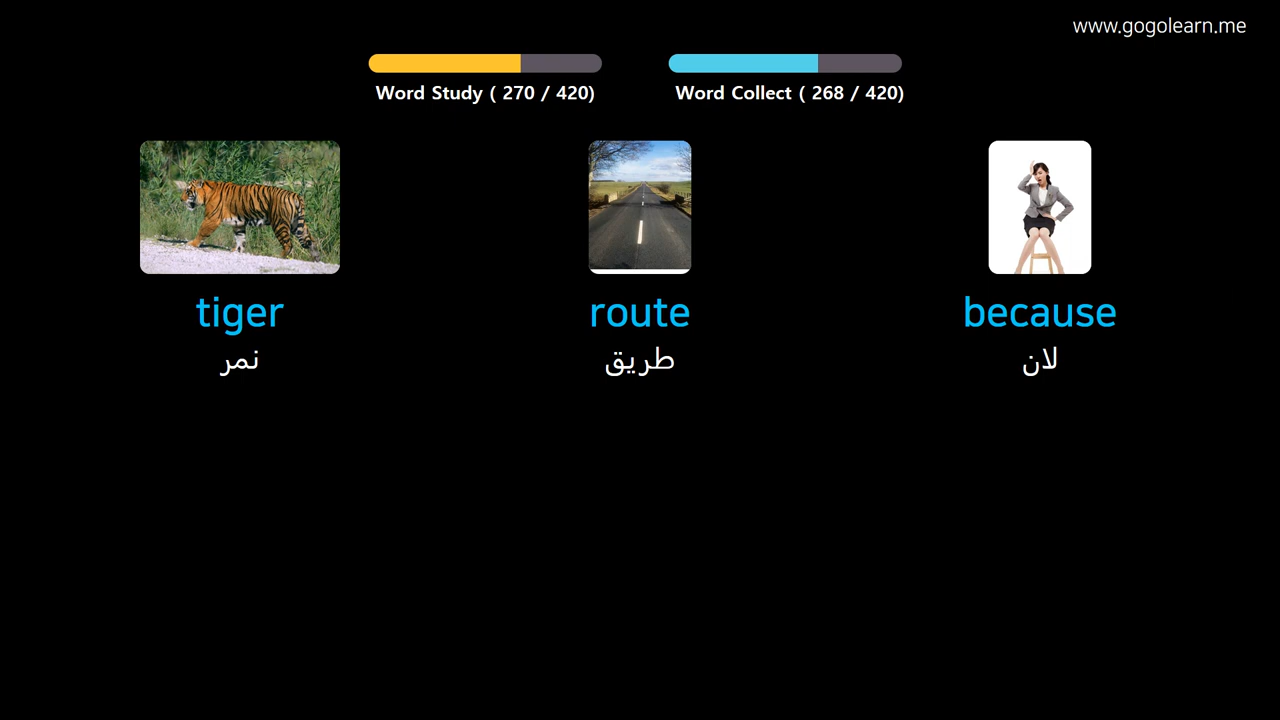 www.gogolearn.me
Word Study ( 270 / 420)
Word Collect ( 268 / 420)
tiger
نمر
route
طريق
because
لان